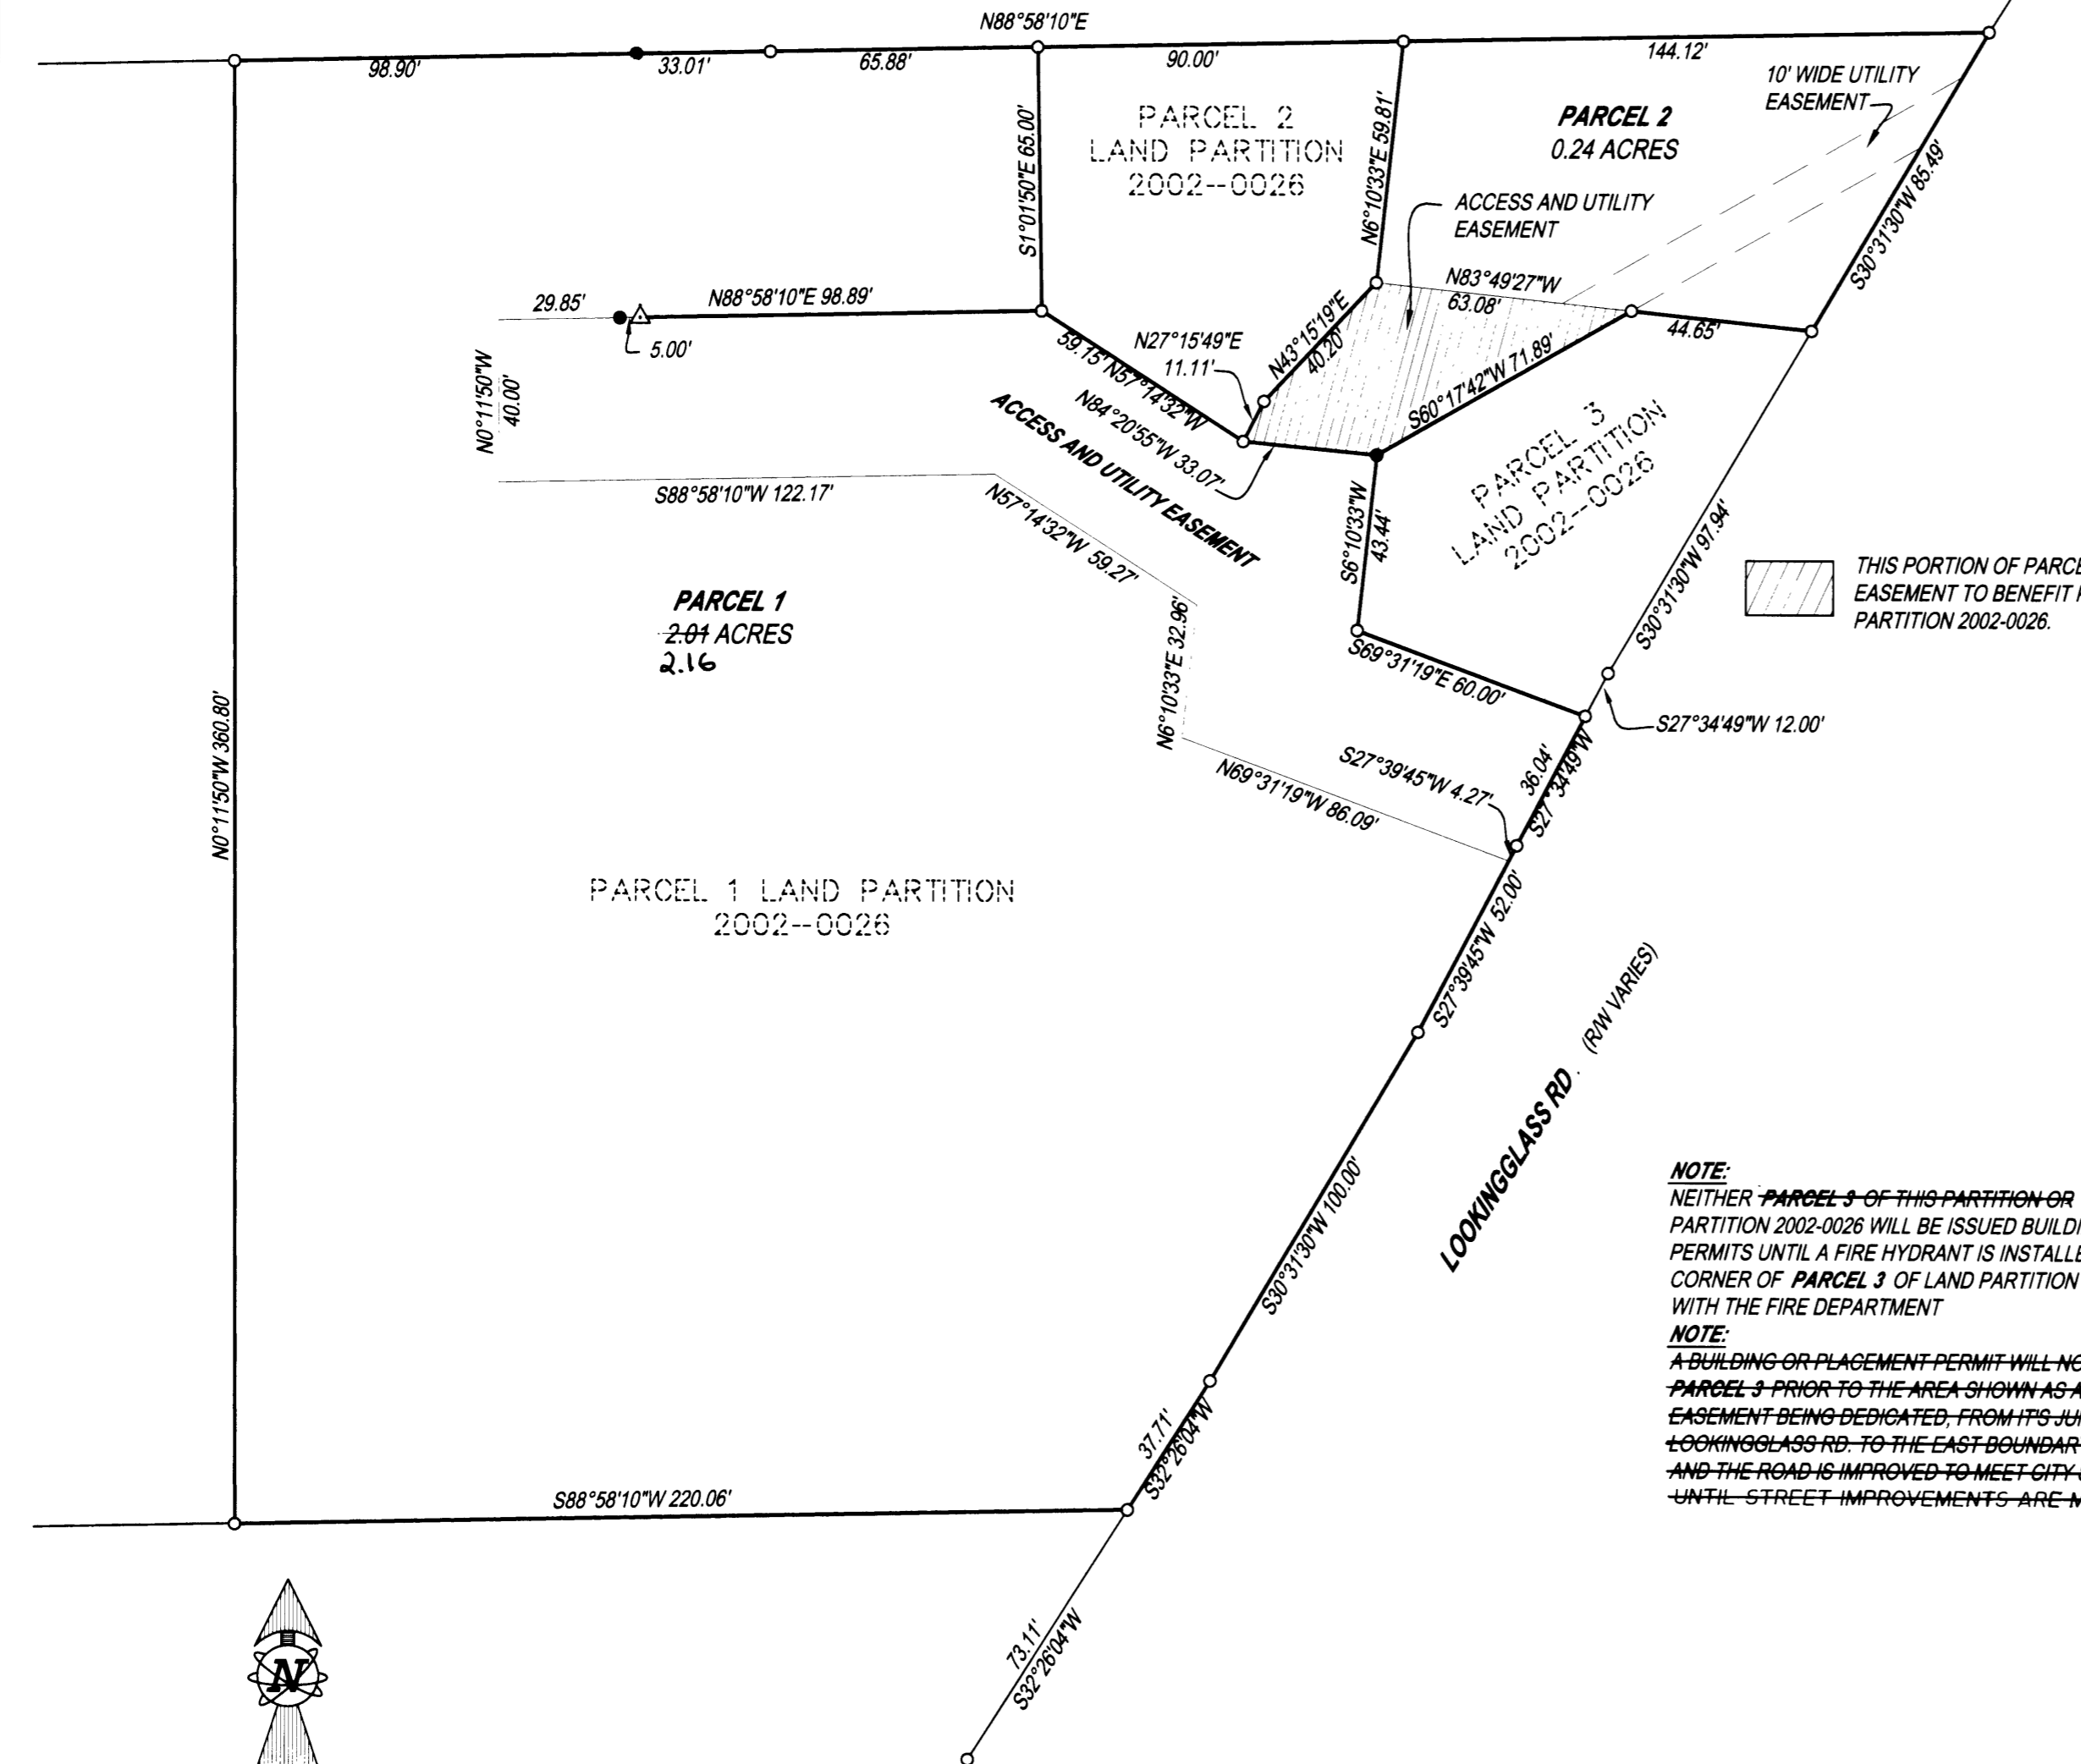 N88°58'10"E
98.90'
33.01'
65.88'
90.00'
144.12'
10' WIDE UTILITY
EASEMENT
PARCEL 2
LAND PARTITION
2002--0026
PARCEL 2
0.24 ACRES
S1°01'50"E 65.00'
N6°10'33"E 59.81'
S30°31'30"W 85.49'
ACCESS AND UTILITY
EASEMENT
N83°49'27"W
63.08'
44.65'
29.85'
N88°58'10"E 98.89'
5.00'
N27°15'49"E
11.11'
N43°15'19"E
40.20'
59.15' N57°14'32"W
S60°17'42"W 71.89'
N0°11'50"W
40.00'
N84°20'55"W 33.07'
ACCESS AND UTILITY EASEMENT
PARCEL 3
LAND PARTITION
2002--0026
S88°58'10"W 122.17'
N57°14'32"W 59.27'
S6°10'33"W
43.44'
S30°31'30"W 97.94'
THIS PORTION OF
EASEMENT TO BENEFIT
PARTITION 2002-0026.
PARCEL 1
2.01 ACRES
2.16
N6°10'33"E 32.96'
S69°31'19"E 60.00'
S27°34'49"W 12.00'
N0°11'50"W 360.80'
S27°39'45"W 4.27'
36.04'
S27°34'49"W
N69°31'19"W 86.09'
PARCEL 1 LAND PARTITION
2002--0026
S27°39'45"W 52.00'
(R/W VARIES)
LOOKINGGLASS RD
S30°31'30"W 100.00'
NOTE:
NEITHER PARCEL 3 OF THIS PARTITION OR
PARTITION 2002-0026 WILL BE ISSUED
PERMITS UNTIL A FIRE HYDRANT IS
CORNER OF PARCEL 3 OF LAND PARTITION
WITH THE FIRE DEPARTMENT
NOTE:
A BUILDING OR PLACEMENT PERMIT WILL
PARCEL 3 PRIOR TO THE AREA SHOWN AS
EASEMENT BEING DEDICATED, FROM IT'S
LOOKINGGLASS RD. TO THE EAST
AND THE ROAD IS IMPROVED TO MEET CITY
UNTIL STREET IMPROVEMENTS ARE
37.71'
S32°26'04"W
S88°58'10"W 220.06'
73.11'
S32°26'04"W
N